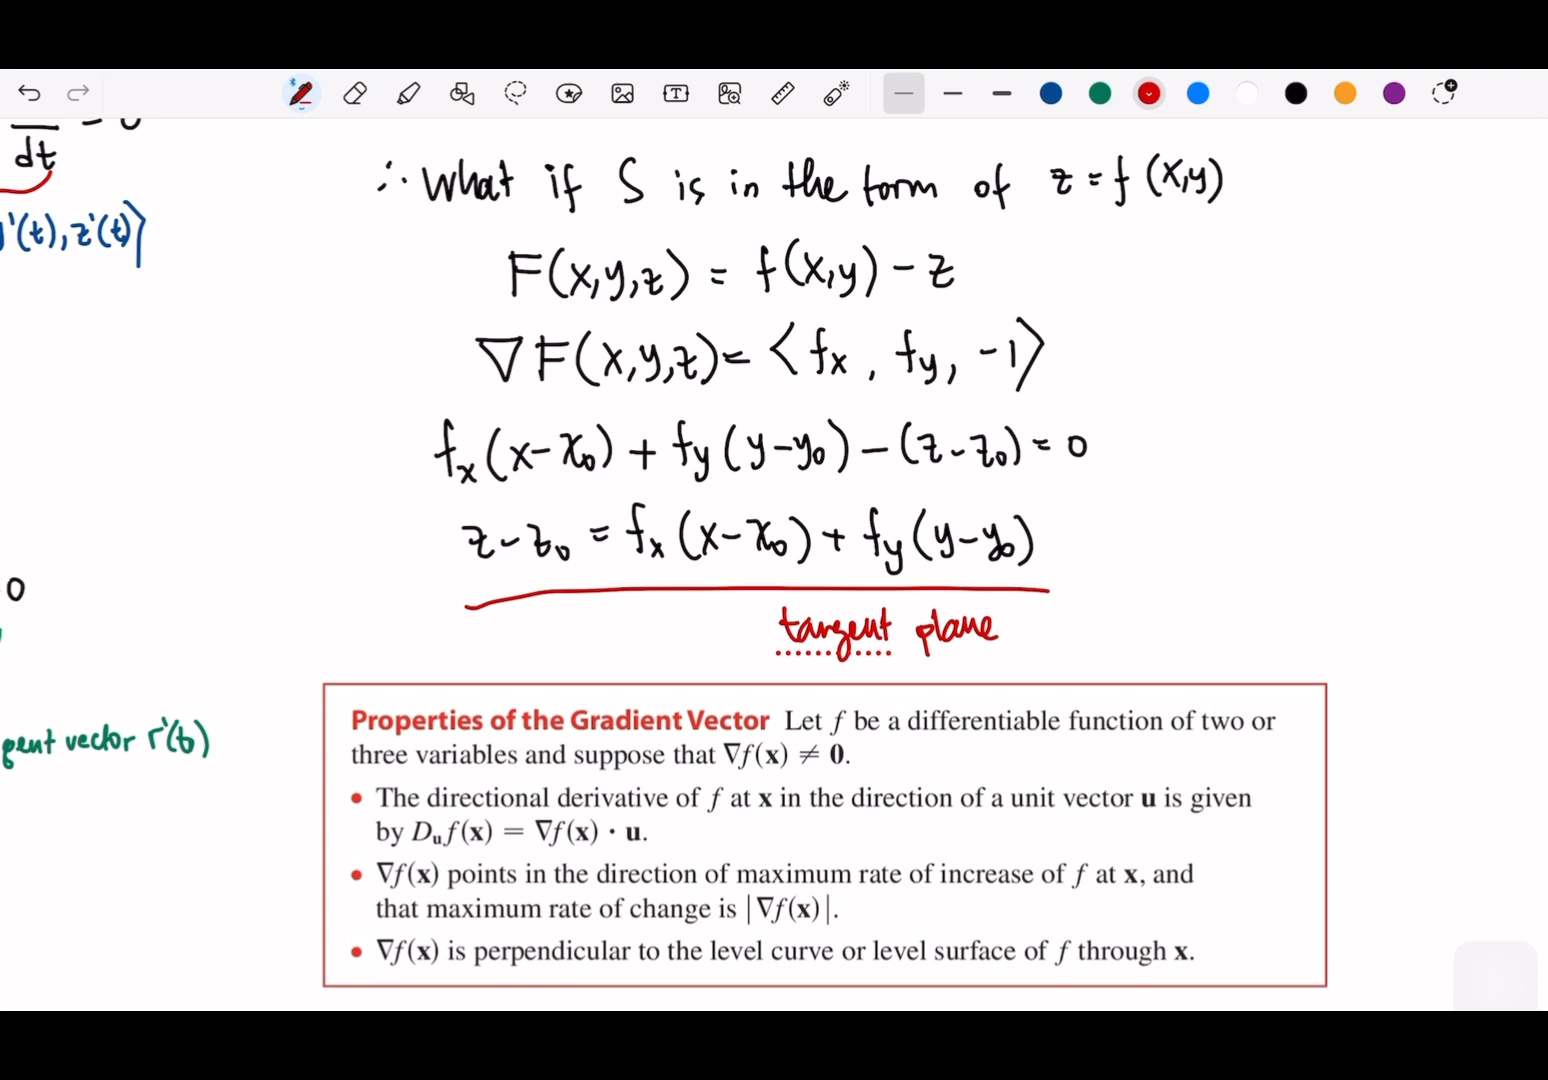 dt
= 0
'(t), z'(t)⟩
∴ What if S is in the form of z = f(x,y)
F(x,y,z) = f(x,y) - z
∇F(x,y,z) = ⟨fx, fy, -1⟩
fx(x-x₀) + fy(y-y₀) - (z-z₀) = 0
z-z₀ = fx(x-x₀) + fy(y-y₀)
0
tangent plane
gent vector r'(t)
Properties of the Gradient Vector Let f be a differentiable function of two or
three variables and suppose that ∇f(x) ≠ 0.
• The directional derivative of f at x in the direction of a unit vector u is given
by Duf(x) = ∇f(x) · u.
• ∇f(x) points in the direction of maximum rate of increase of f at x, and
that maximum rate of change is |∇f(x)|.
• ∇f(x) is perpendicular to the level curve or level surface of f through x.